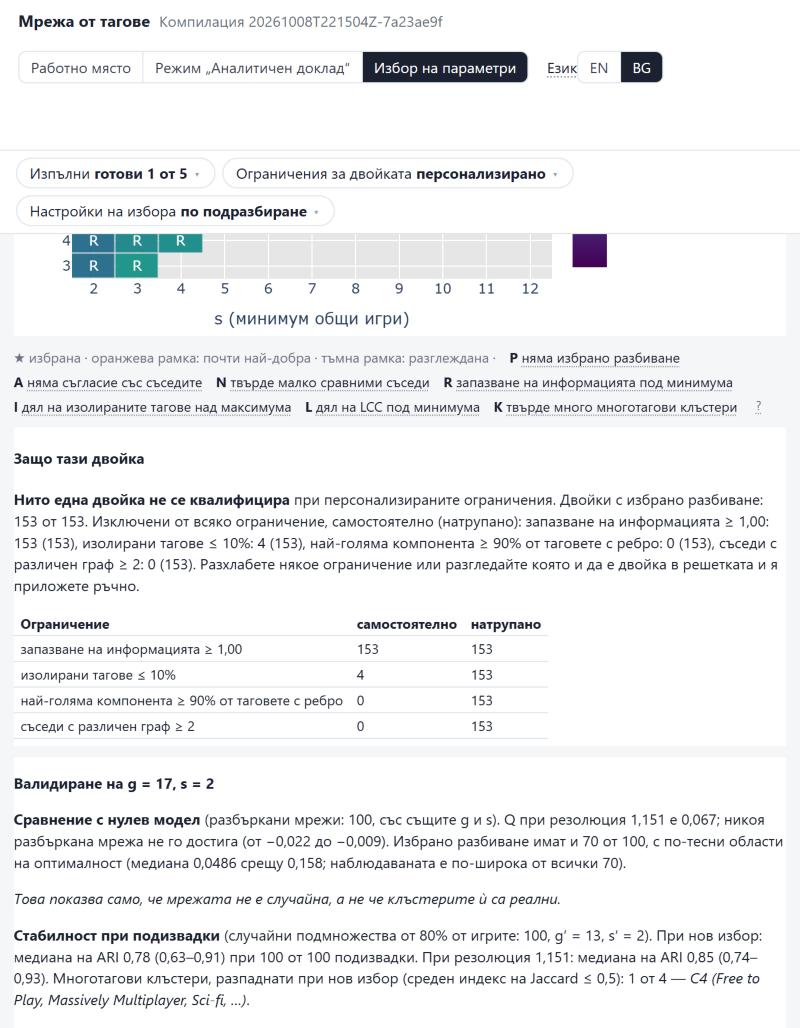 Мрежа от тагове Компилация 20261008T221504Z-7a23ae9f
Работно място Режим „Аналитичен доклад“ Избор на параметри Език EN BG
Изпълни готови 1 от 5 Ограничения за двойката персонализирано
Настройки на избора по подразбиране
4 R R R
3 R R
2 3 4 5 6 7 8 9 10 11 12
s (минимум общи игри)
★ избрана · оранжева рамка: почти най-добра · тъмна рамка: разглеждана · P няма избрано разбиване
A няма съгласие със съседите N твърде малко сравними съседи R запазване на информацията под минимума
I дял на изолираните тагове над максимума L дял на LCC под минимума K твърде много многотагови клъстери ?
Защо тази двойка
Нито една двойка не се квалифицира при персонализираните ограничения. Двойки с избрано разбиване:
153 от 153. Изключени от всяко ограничение, самостоятелно (натрупано): запазване на информацията ≥ 1,00:
153 (153), изолирани тагове ≤ 10%: 4 (153), най-голяма компонента ≥ 90% от таговете с ребро: 0 (153), съседи с
различен граф ≥ 2: 0 (153). Разхлабете някое ограничение или разгледайте която и да е двойка в решетката и я
приложете ръчно.
Ограничение самостоятелно натрупано
запазване на информацията ≥ 1,00 153 153
изолирани тагове ≤ 10% 4 153
най-голяма компонента ≥ 90% от таговете с ребро 0 153
съседи с различен граф ≥ 2 0 153
Валидиране на g = 17, s = 2
Сравнение с нулев модел (разбъркани мрежи: 100, със същите g и s). Q при резолюция 1,151 е 0,067; никоя
разбъркана мрежа не го достига (от −0,022 до −0,009). Избрано разбиване имат и 70 от 100, с по-тесни области
на оптималност (медиана 0,0486 срещу 0,158; наблюдаваната е по-широка от всички 70).
Това показва само, че мрежата не е случайна, а не че клъстерите ѝ са реални.
Стабилност при подизвадки (случайни подмножества от 80% от игрите: 100, g′ = 13, s′ = 2). При нов избор:
медиана на ARI 0,78 (0,63–0,91) при 100 от 100 подизвадки. При резолюция 1,151: медиана на ARI 0,85 (0,74–
0,93). Многотагови клъстери, разпаднати при нов избор (среден индекс на Jaccard ≤ 0,5): 1 от 4 — C4 (Free to
Play, Massively Multiplayer, Sci-fi, …).